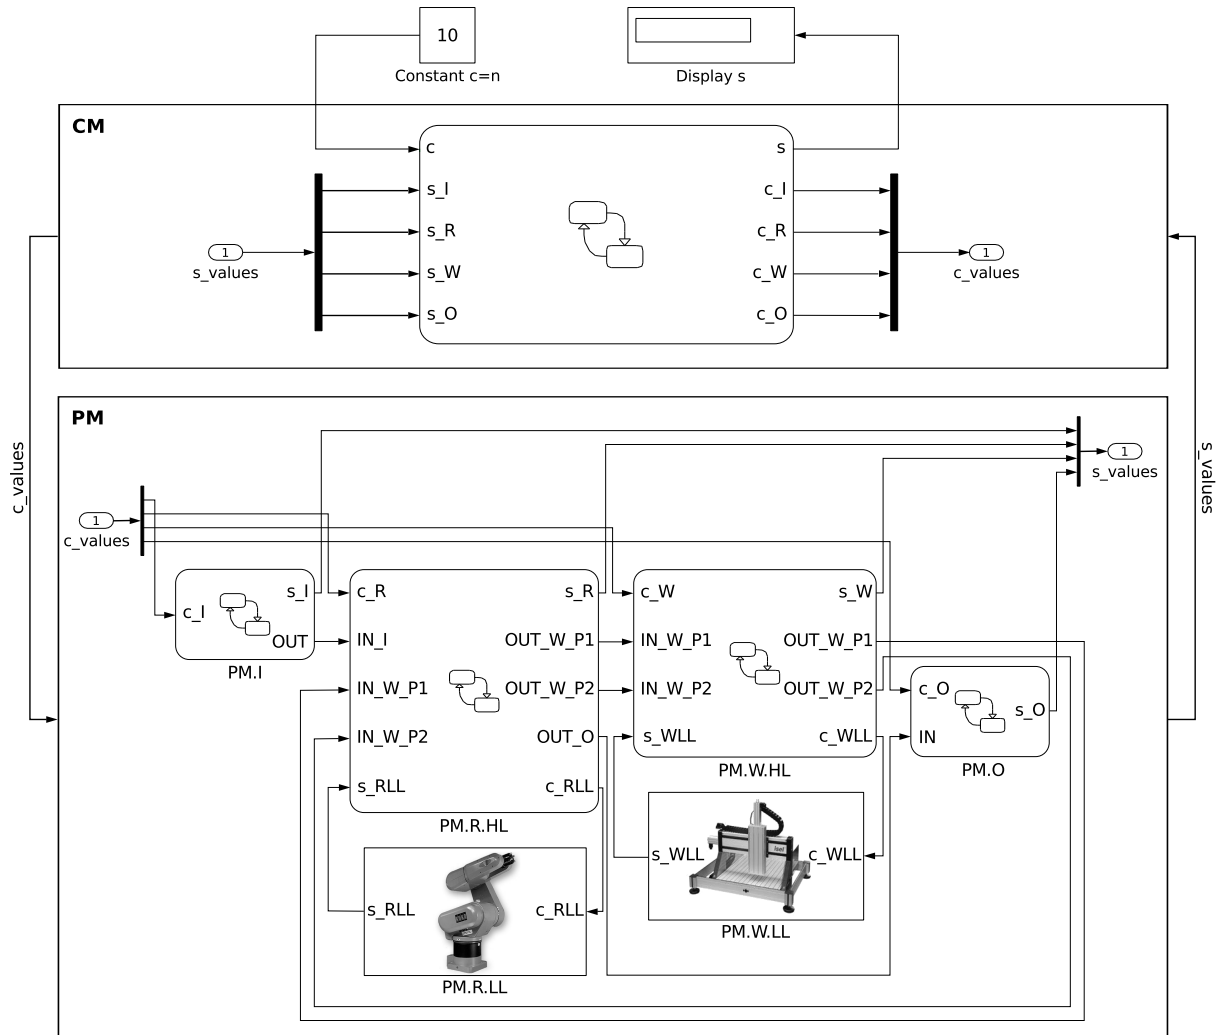 10
Constant c=n
Display s
CM
c
s
s_I
c_I
s_R
c_R
1
s_values
1
c_values
s_W
c_W
s_O
c_O
c_values
s_values
PM
1
s_values
1
c_values
c_I
s_I
OUT
PM.I
c_R
s_R
IN_I
OUT_W_P1
IN_W_P1
OUT_W_P2
IN_W_P2
OUT_O
s_RLL
c_RLL
PM.R.HL
c_W
s_W
IN_W_P1
OUT_W_P1
IN_W_P2
OUT_W_P2
s_WLL
c_WLL
PM.W.HL
c_O
s_O
IN
PM.O
s_WLL
c_WLL
PM.W.LL
s_RLL
c_RLL
PM.R.LL